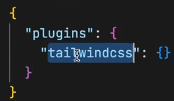 {
"plugins": {
"tailwindcss": {}
}
}